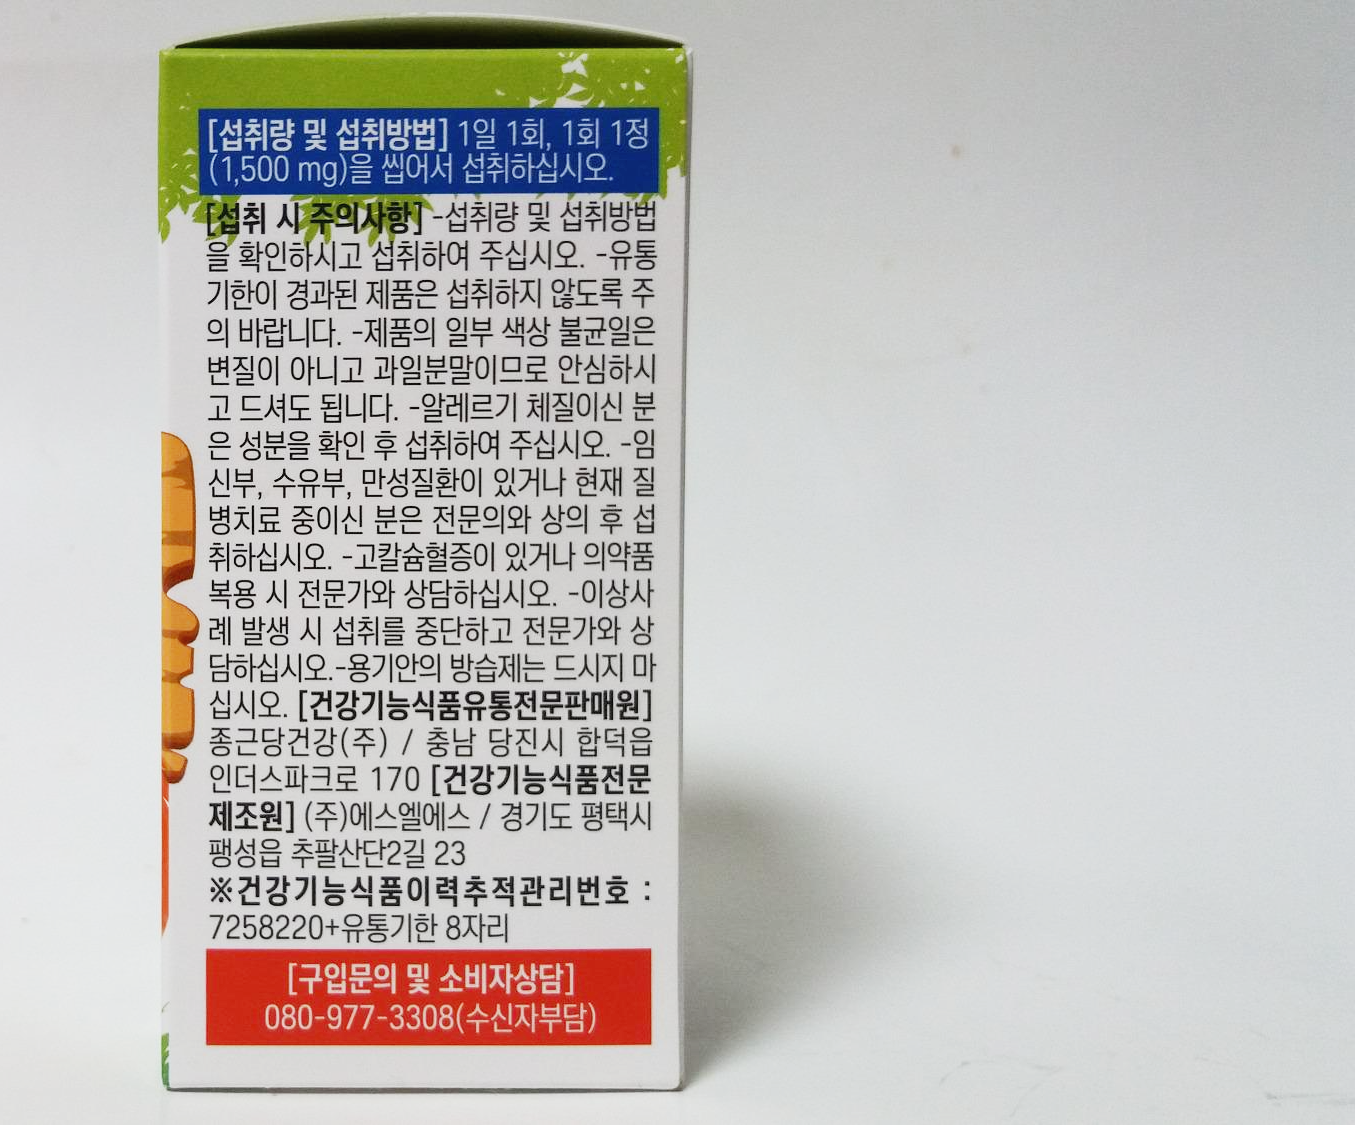 [섭취량 및 섭취방법] 1일 1회, 1회 1정
(1,500 mg)을 씹어서 섭취하십시오.
[섭취 시 주의사항] -섭취량 및 섭취방법
을 확인하시고 섭취하여 주십시오. -유통
기한이 경과된 제품은 섭취하지 않도록 주
의 바랍니다. -제품의 일부 색상 불균일은
변질이 아니고 과일분말이므로 안심하시
고 드셔도 됩니다. -알레르기 체질이신 분
은 성분을 확인 후 섭취하여 주십시오. -임
신부, 수유부, 만성질환이 있거나 현재 질
병치료 중이신 분은 전문의와 상의 후 섭
취하십시오. -고칼슘혈증이 있거나 의약품
복용 시 전문가와 상담하십시오. -이상사
례 발생 시 섭취를 중단하고 전문가와 상
담하십시오.-용기안의 방습제는 드시지 마
십시오. [건강기능식품유통전문판매원]
종근당건강(주) / 충남 당진시 합덕읍
인더스파크로 170 [건강기능식품전문
제조원] (주)에스엘에스 / 경기도 평택시
팽성읍 추팔산단2길 23
※건강기능식품이력추적관리번호 :
7258220+유통기한 8자리
[구입문의 및 소비자상담]
080-977-3308(수신자부담)